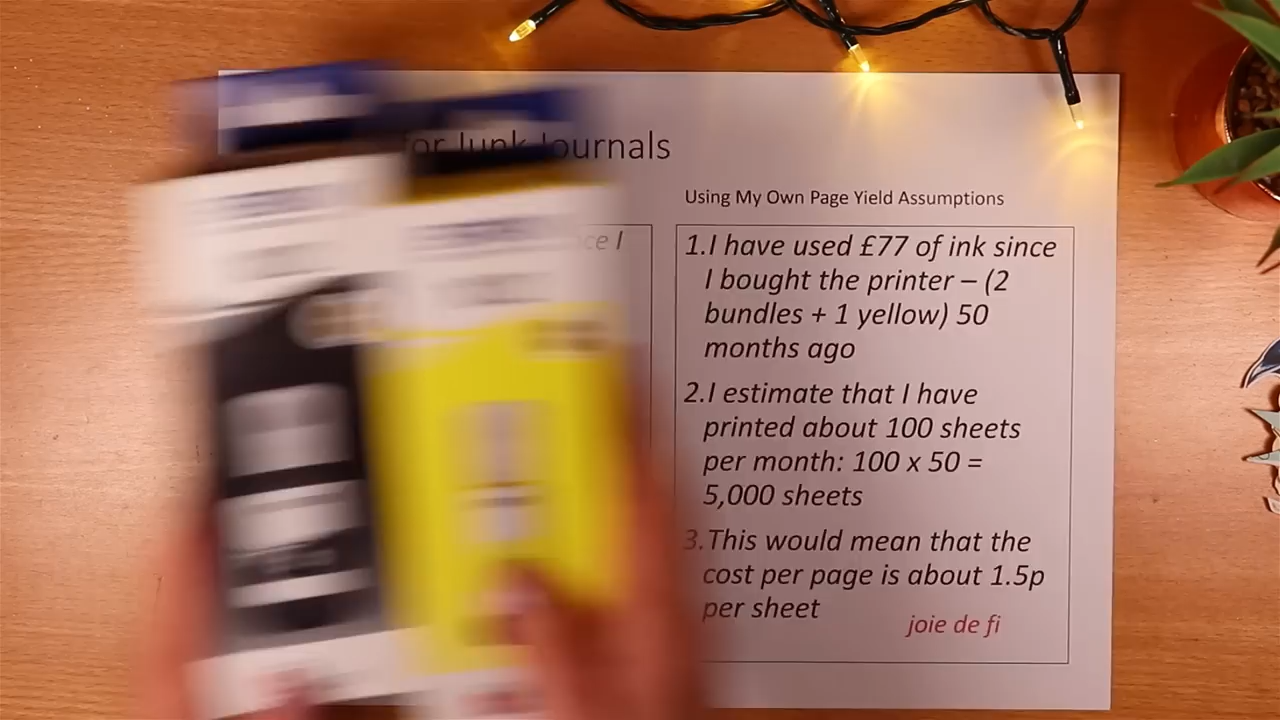 for Junk Journals
Using My Own Page Yield Assumptions
ce I
1.I have used £77 of ink since
I bought the printer – (2
bundles + 1 yellow) 50
months ago
2.I estimate that I have
printed about 100 sheets
per month: 100 x 50 =
5,000 sheets
3.This would mean that the
cost per page is about 1.5p
per sheet
joie de fi